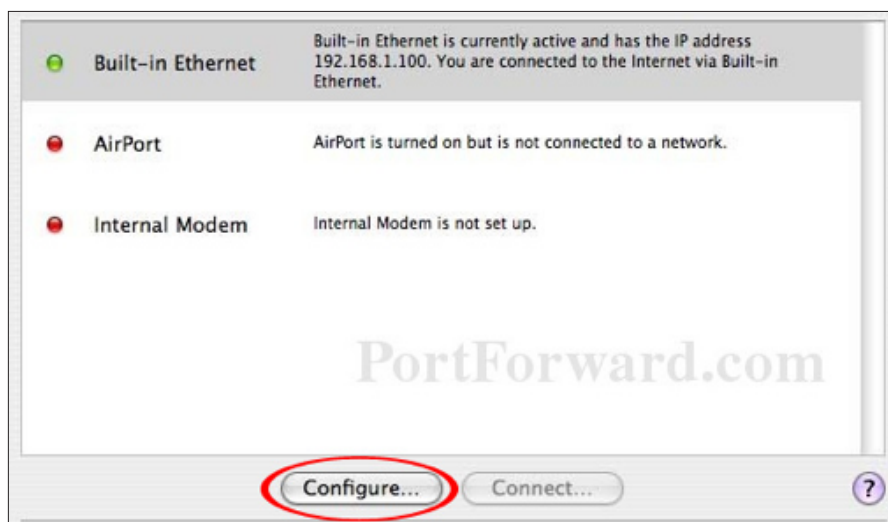 Built-in Ethernet
Built-in Ethernet is currently active and has the IP address
192.168.1.100. You are connected to the Internet via Built-in
Ethernet.
AirPort
AirPort is turned on but is not connected to a network.
Internal Modem
Internal Modem is not set up.
PortForward.com
Configure...
Connect...
?